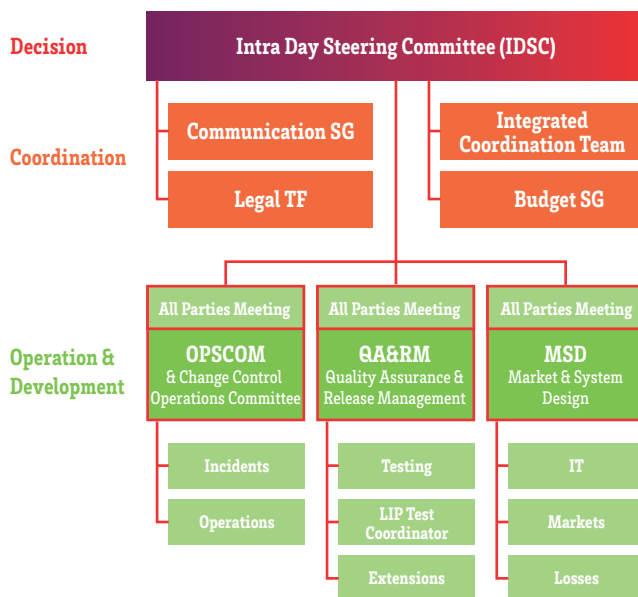 Decision
Intra Day Steering Committee (IDSC)
Coordination
Communication SG
Integrated
Coordination Team
Legal TF
Budget SG
Operation &
Development
All Parties Meeting
OPSCOM
& Change Control
Operations Committee
All Parties Meeting
QA&RM
Quality Assurance &
Release Management
All Parties Meeting
MSD
Market & System
Design
Incidents
Operations
Testing
LIP Test
Coordinator
Extensions
IT
Markets
Losses